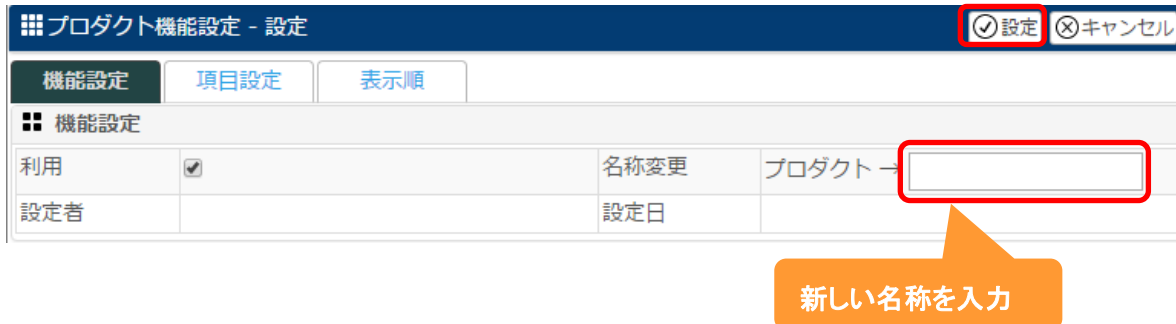 プロダクト機能設定 - 設定 設定 キャンセル
機能設定 項目設定 表示順
機能設定
利用 名称変更 プロダクト →
設定者 設定日
新しい名称を入力